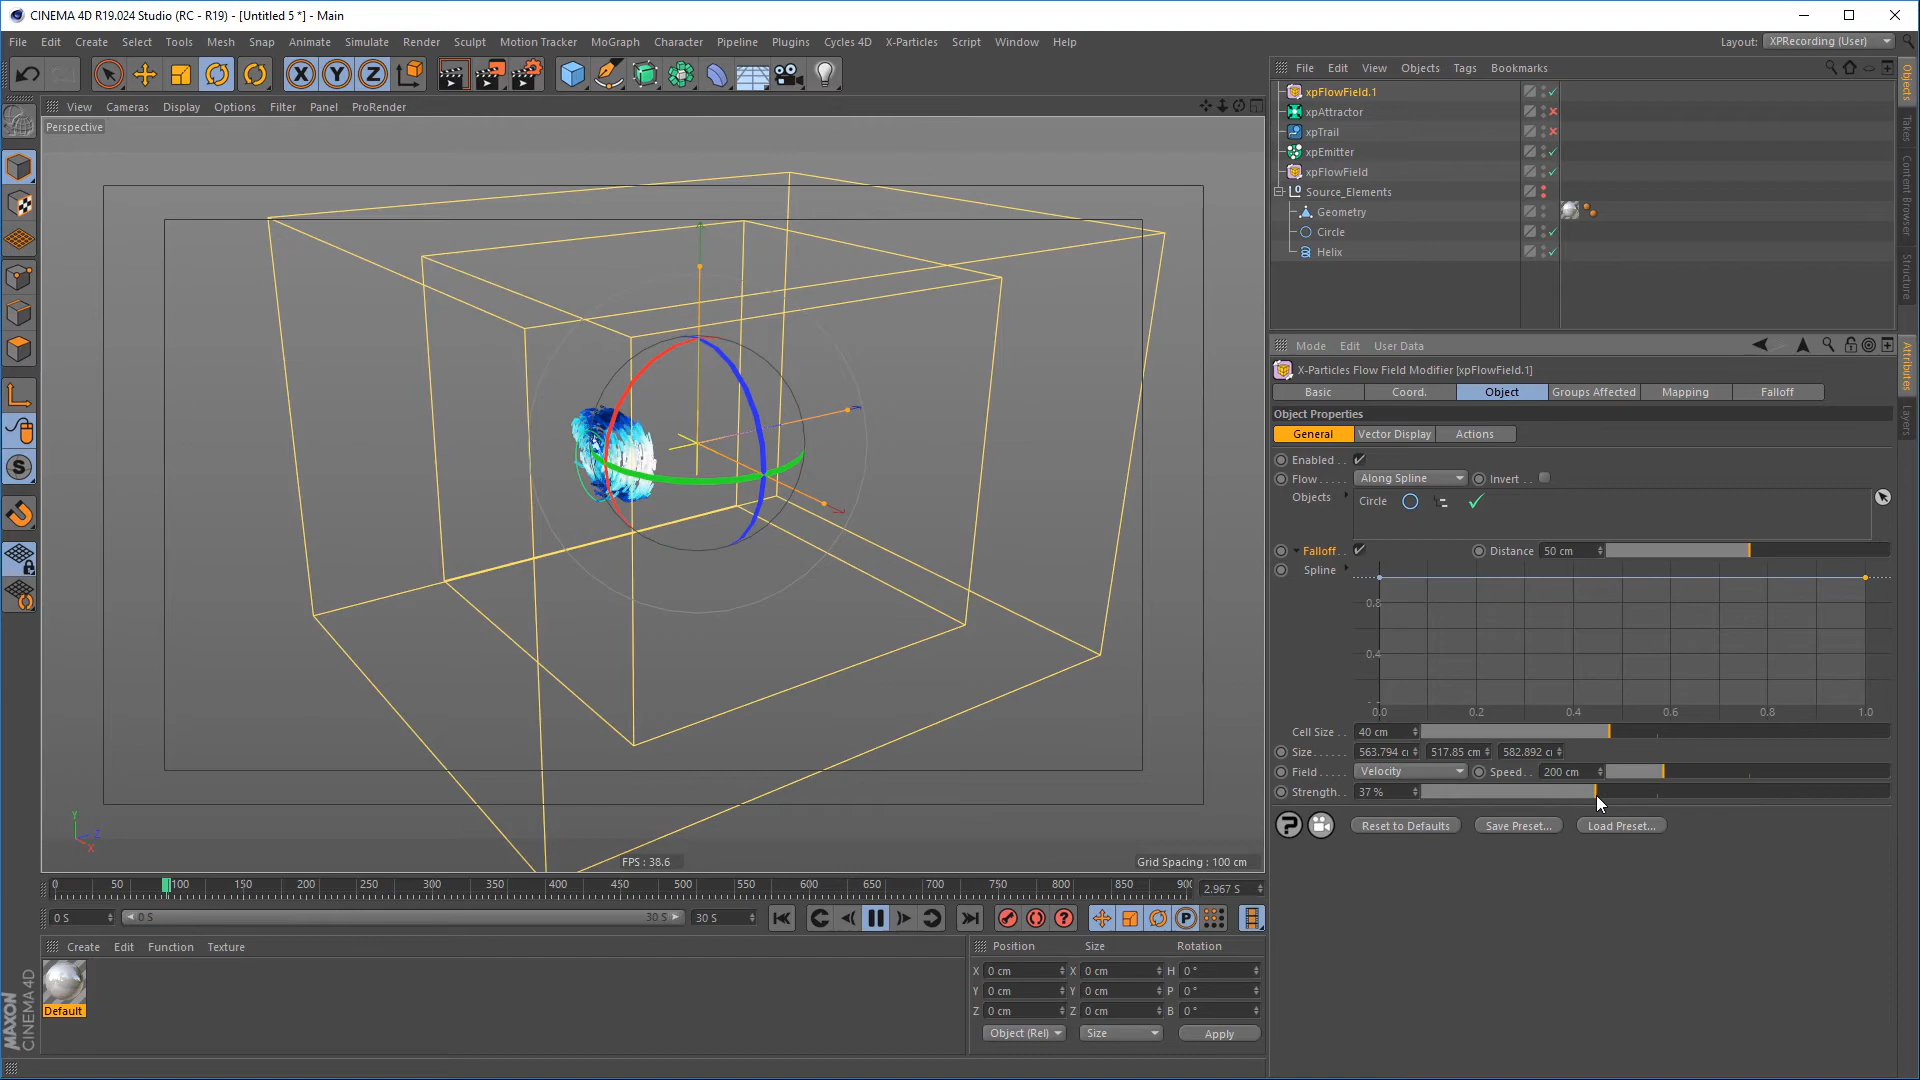 CINEMA 4D R19.024 Studio (RC - R19) - [Untitled 5 *] - Main
File Edit Create Select Tools Mesh Snap Animate Simulate Render Sculpt Motion Tracker MoGraph Character Pipeline Plugins Cycles 4D X-Particles Script Window Help
Layout: XPRecording (User)
X Y Z
File Edit View Objects Tags Bookmarks
View Cameras Display Options Filter Panel ProRender
Perspective
xpFlowField.1
xpAttractor
xpTrail
xpEmitter
xpFlowField
Source_Elements
Geometry
Circle
Helix
Objects
Takes
Content Browser
Structure
Mode Edit User Data
X-Particles Flow Field Modifier [xpFlowField.1]
Basic Coord. Object Groups Affected Mapping Falloff
Object Properties
General Vector Display Actions
Enabled . .
Flow . . . . . Along Spline Invert . .
Objects Circle
Falloff. . Distance 50 cm
Spline
0.8
0.4
0.0 0.2 0.4 0.6 0.8 1.0
Cell Size . . 40 cm
Size. . . . . . 563.794 c 517.85 cm 582.892 c
Field . . . . . Velocity Speed. . 200 cm
Strength. . 37 %
Reset to Defaults Save Preset... Load Preset...
Attributes
Layers
Y Z X
FPS : 38.6
Grid Spacing : 100 cm
0 50 100 150 200 250 300 350 400 450 500 550 600 650 700 750 800 850 90
2.967 S
0 S 0 S 30 S 30 S
P
Create Edit Function Texture
Default
MAXON
CINEMA 4D
Position Size Rotation
X 0 cm X 0 cm H 0 °
Y 0 cm Y 0 cm P 0 °
Z 0 cm Z 0 cm B 0 °
Object (Rel) Size Apply